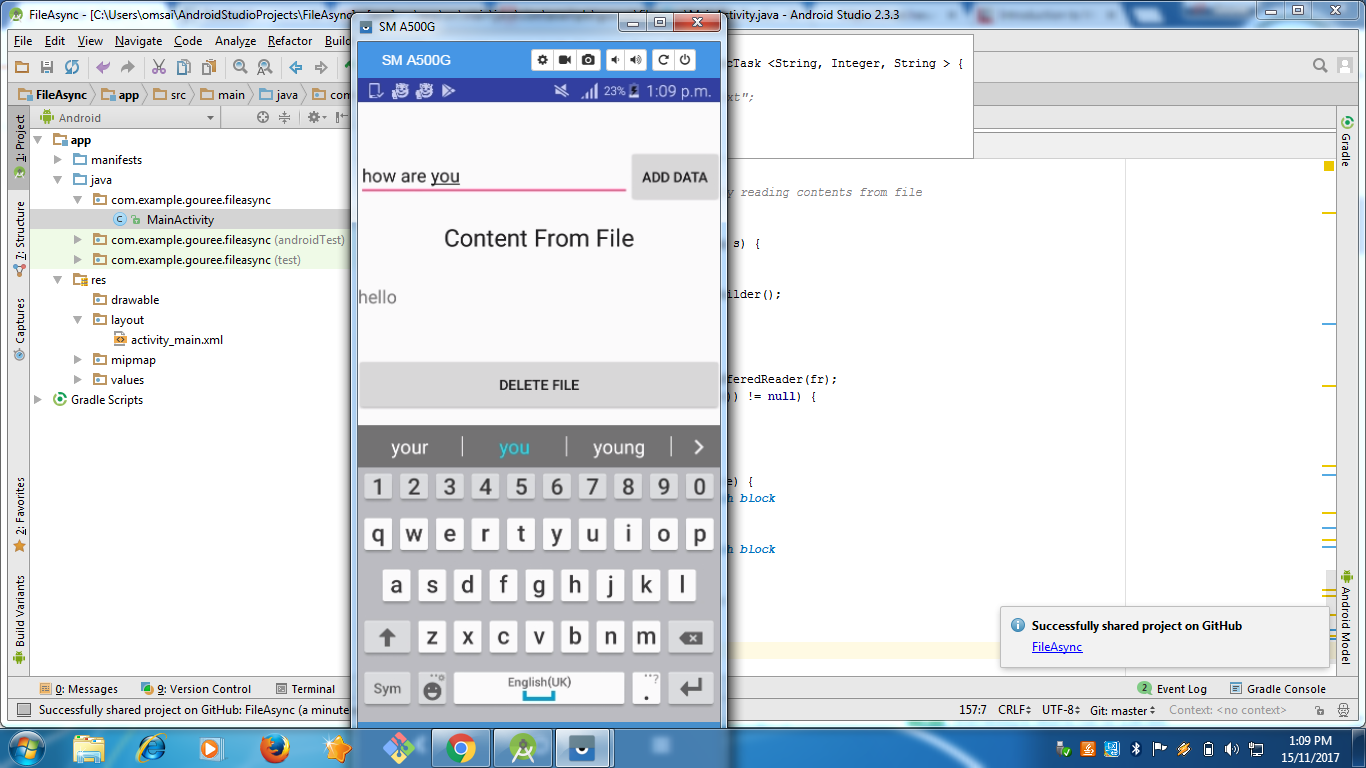 FileAsync - [C:\Users\omsai\AndroidStudioProjects\FileAsync]
MainActivity.java - Android Studio 2.3.3
File Edit View Navigate Code Analyze Refactor
FileAsync app src main java
1: Project
7: Structure
Captures
2: Favorites
Build Variants
Android
app
manifests
java
com.example.gouree.fileasync
MainActivity
com.example.gouree.fileasync (androidTest)
com.example.gouree.fileasync (test)
res
drawable
layout
activity_main.xml
mipmap
values
Gradle Scripts
SM A500G
SM A500G
23% 1:09 p.m.
how are you
ADD DATA
Content From File
hello
DELETE FILE
your you young
1 2 3 4 5 6 7 8 9 0
q w e r t y u i o p
a s d f g h j k l
z x c v b n m
Sym English(UK) . ?
cTask <String, Integer, String > {
xt";
y reading contents from file
s) {
ilder();
feredReader(fr);
)) != null) {
e) {
h block
h block
Gradle
Android Model
Successfully shared project on GitHub
FileAsync
0: Messages 9: Version Control Terminal
2 Event Log Gradle Console
Successfully shared project on GitHub: FileAsync (a minute
157:7 CRLF UTF-8 Git: master Context: <no context>
1:09 PM
15/11/2017